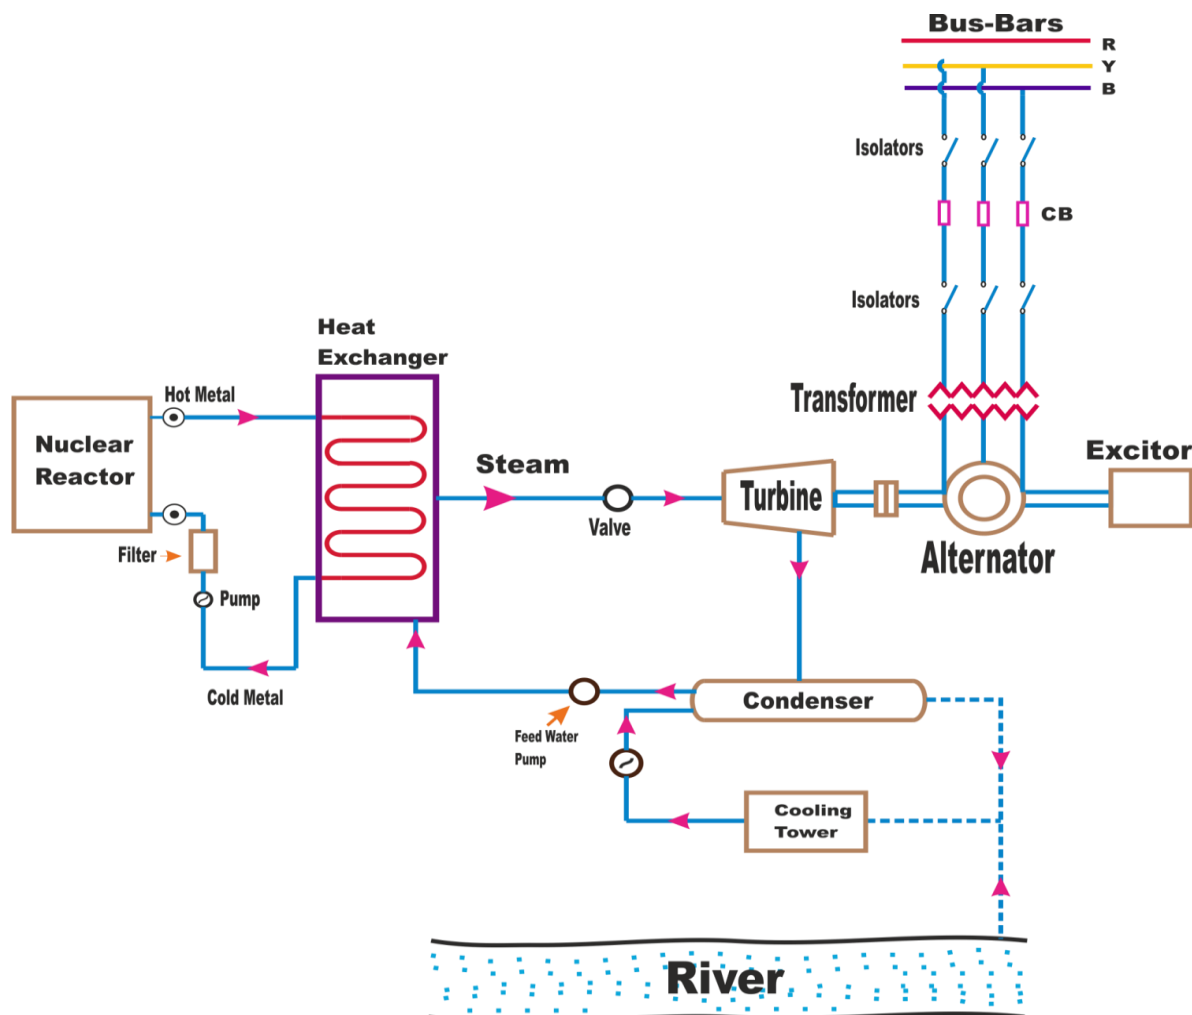 Bus-Bars
R
Y
B
Isolators
CB
Isolators
Heat
Exchanger
Hot Metal
Transformer
Nuclear
Reactor
Steam
Excitor
Turbine
Valve
Filter
Alternator
Pump
Cold Metal
Condenser
Feed Water
Pump
Cooling
Tower
River